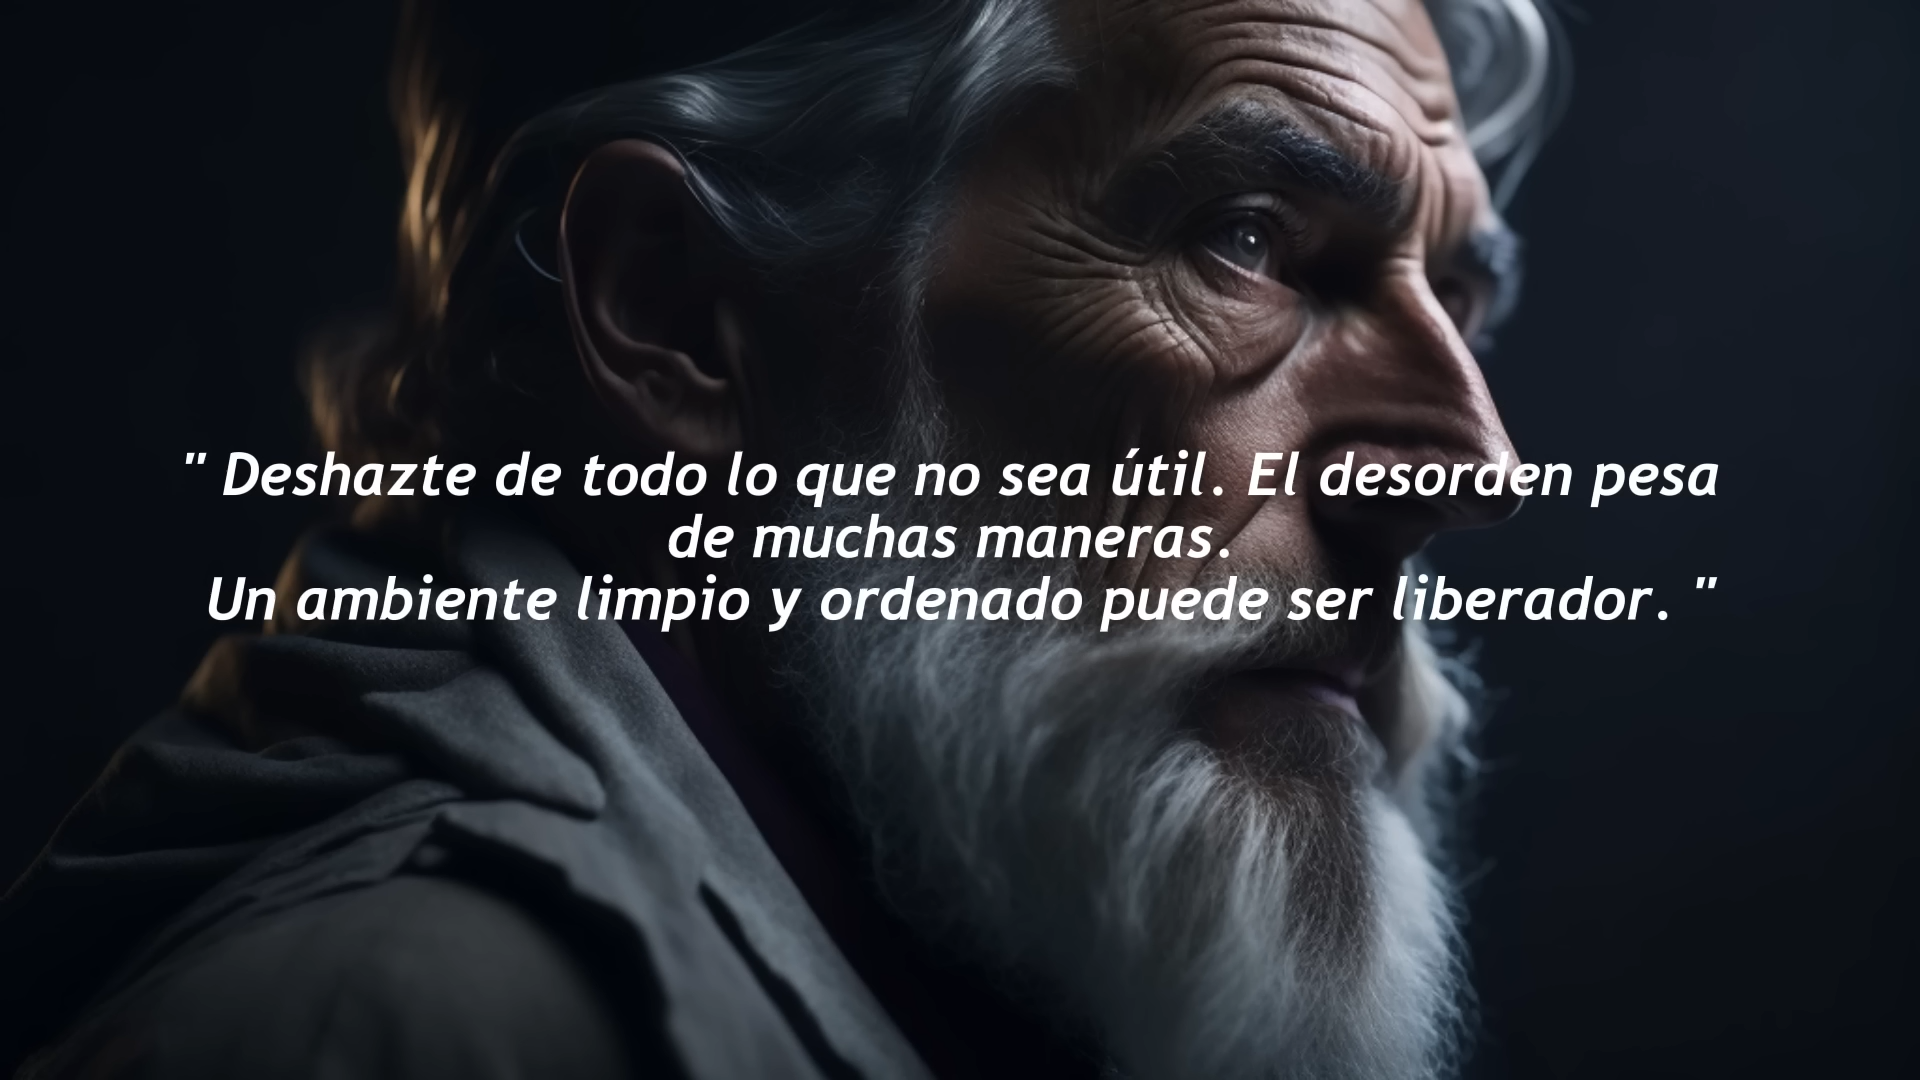 " Deshazte de todo lo que no sea útil. El desorden pesa
de muchas maneras.
Un ambiente limpio y ordenado puede ser liberador. "